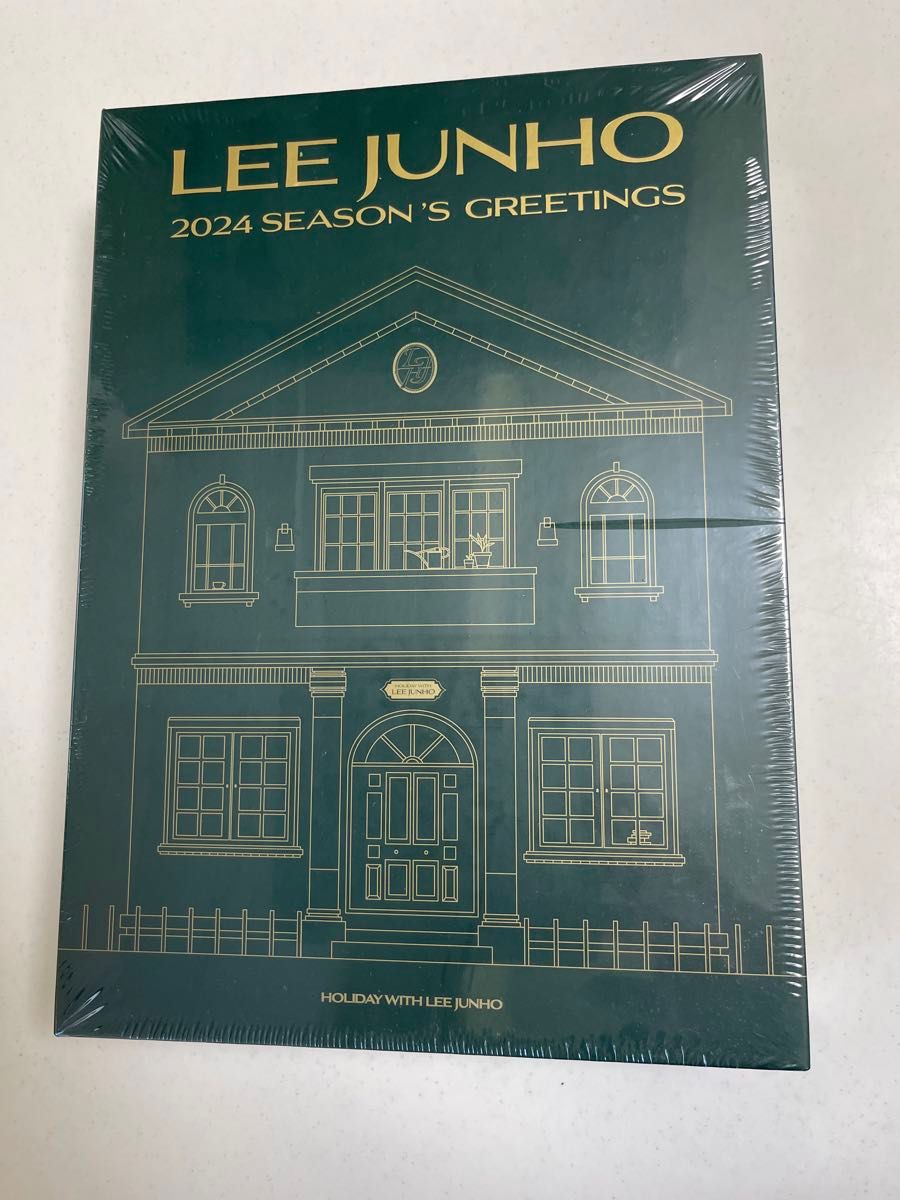 LEE JUNHO
2024 SEASON 'S GREETINGS
HOLIDAY WITH
LEE JUNHO
HOLIDAY WITH LEE JUNHO